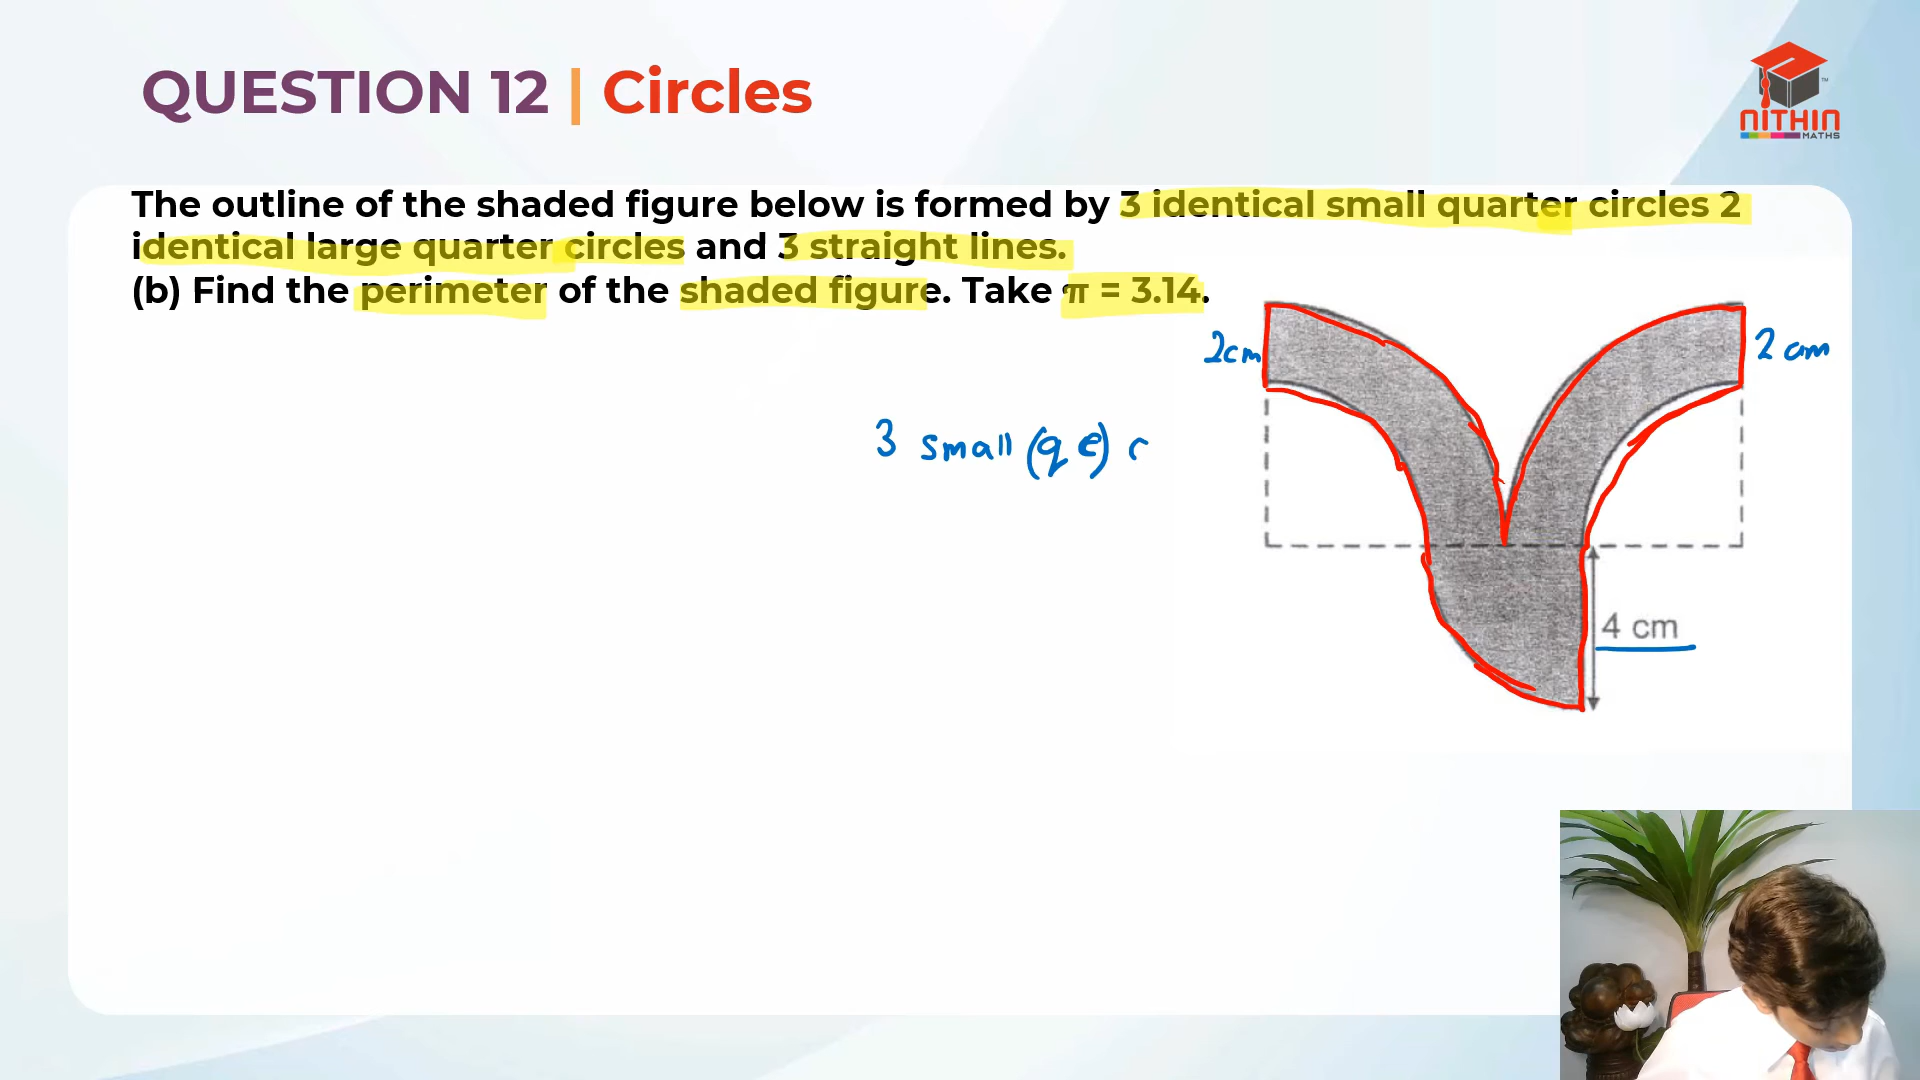 QUESTION 12 | Circles
NITHIN
MATHS
TM
The outline of the shaded figure below is formed by 3 identical small quarter circles 2
identical large quarter circles and 3 straight lines.
(b) Find the perimeter of the shaded figure. Take π = 3.14.
2cm
2 cm
3 small (q c) r
4 cm